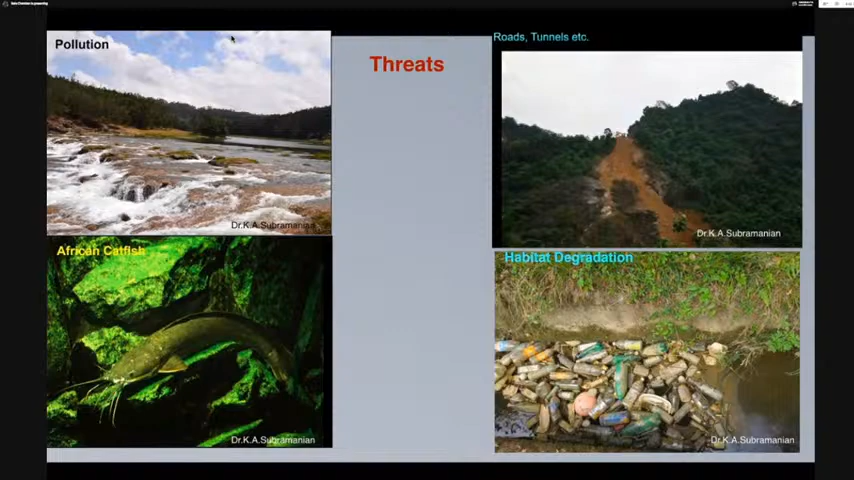 Pollution
Dr.K.A.Subramanian
African Catfish
Dr.K.A.Subramanian
Threats
Roads, Tunnels etc.
Dr.K.A.Subramanian
Habitat Degradation
Dr.K.A.Subramanian